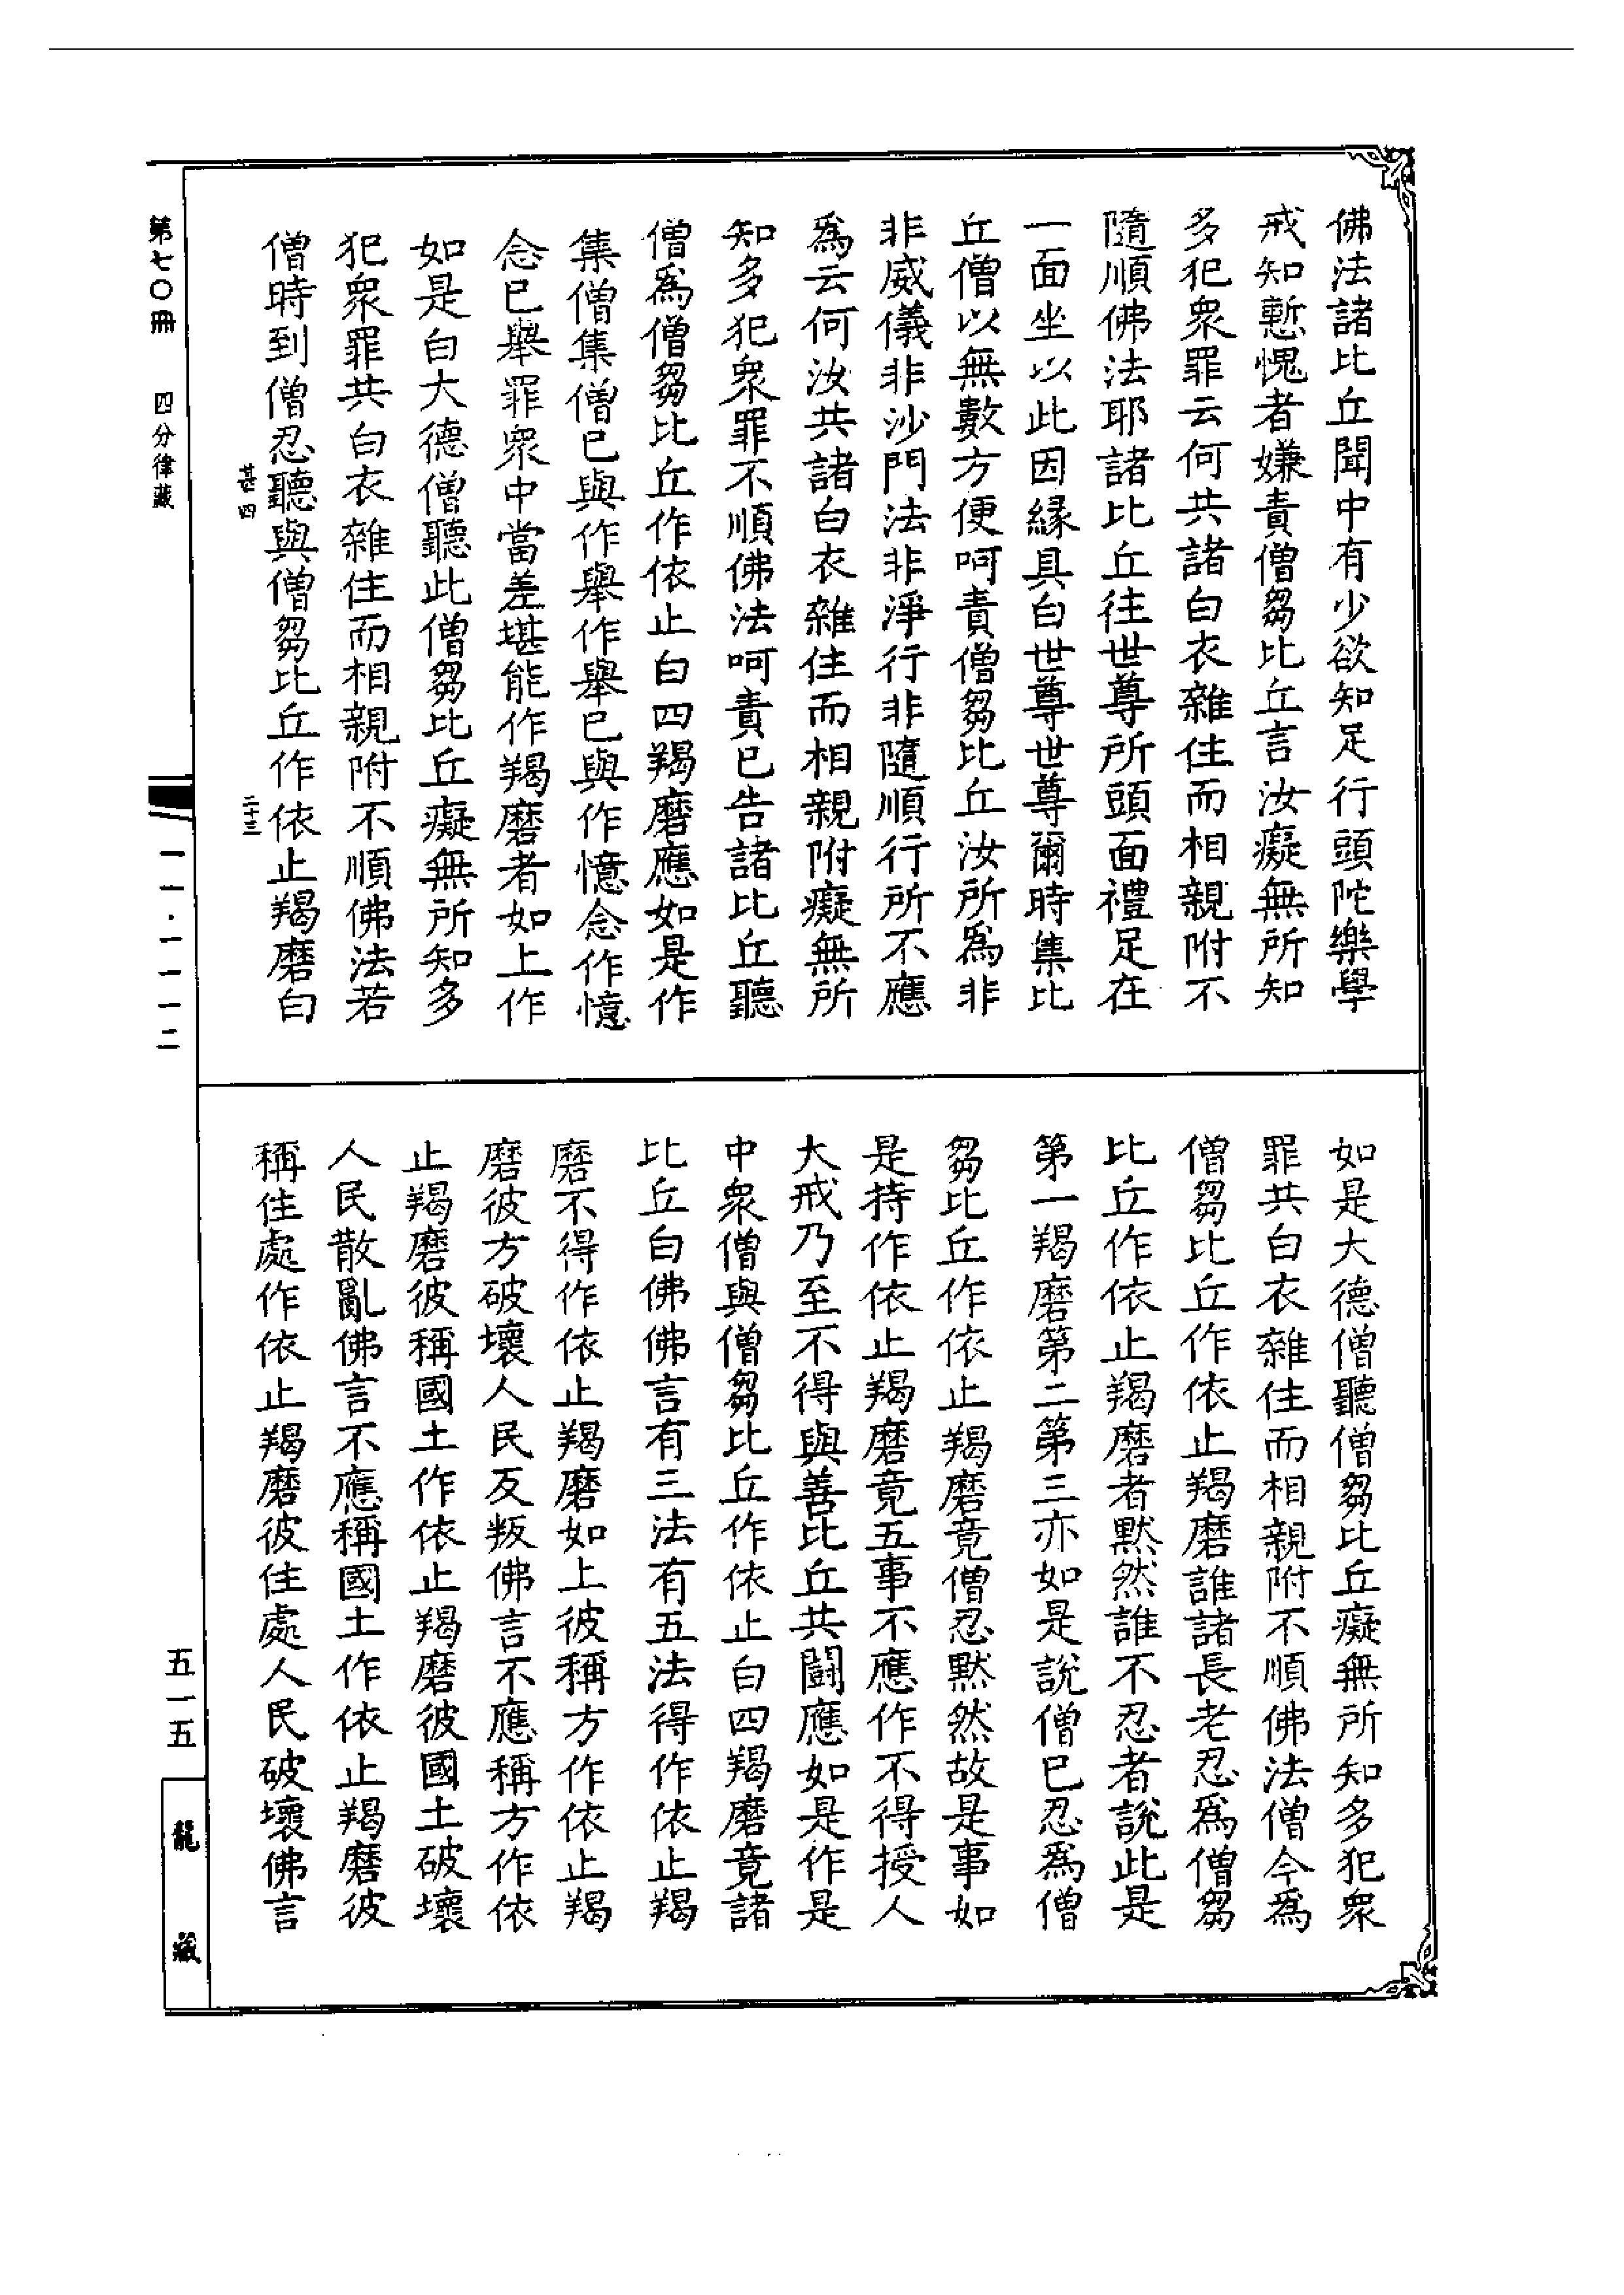 佛法諸比丘聞中有少欲知足行頭陀樂學
戒知慙愧者嫌責僧芻比丘言汝癡無所知
多犯衆罪云何共諸白衣雜住而相親附不
隨順佛法耶諸比丘往世尊所頭面禮足在
一面坐以此因緣具白世尊世尊爾時集比
丘僧以無數方便呵責僧芻比丘汝所爲非
非威儀非沙門法非淨行非隨順行所不應
爲云何汝共諸白衣雜住而相親附癡無所
知多犯衆罪不順佛法呵責已告諸比丘聽
僧爲僧芻比丘作依止白四羯磨應如是作
集僧集僧已與作舉作舉已與作憶念作憶
念已舉罪衆中當差堪能作羯磨者如上作
如是白大德僧聽此僧芻比丘癡無所知多
犯衆罪共白衣雜住而相親附不順佛法若
僧時到僧忍聽與僧芻比丘作依止羯磨白
甚四
二十三
如是大德僧聽僧芻比丘癡無所知多犯衆
罪共白衣雜住而相親附不順佛法僧今爲
僧芻比丘作依止羯磨誰諸長老忍爲僧芻
比丘作依止羯磨者默然誰不忍者說此是
第一羯磨第二第三亦如是說僧已忍爲僧
芻比丘作依止羯磨竟僧忍默然故是事如
是持作依止羯磨竟五事不應作不得授人
大戒乃至不得與善比丘共鬪應如是作是
中衆僧與僧芻比丘作依止白四羯磨竟諸
比丘白佛佛言有三法有五法得作依止羯
磨不得作依止羯磨如上彼稱方作依止羯
磨彼方破壞人民反叛佛言不應稱方作依
止羯磨彼稱國土作依止羯磨彼國土破壞
人民散亂佛言不應稱國土作依止羯磨彼
稱住處作依止羯磨彼住處人民破壞佛言
第七〇冊
四分律藏
一一·一一一二
五一五
龍藏